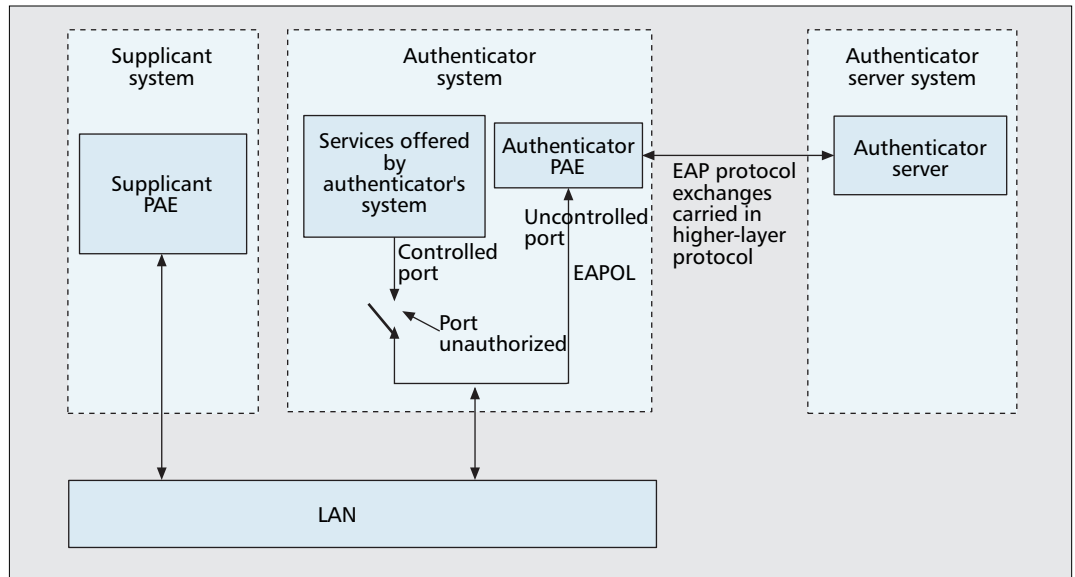 Supplicant
system
Supplicant
PAE
Authenticator
system
Services offered
by
authenticator's
system
Authenticator
PAE
Controlled
port
Uncontrolled
port
EAPOL
Port
unauthorized
EAP protocol
exchanges
carried in
higher-layer
protocol
Authenticator
server system
Authenticator
server
LAN